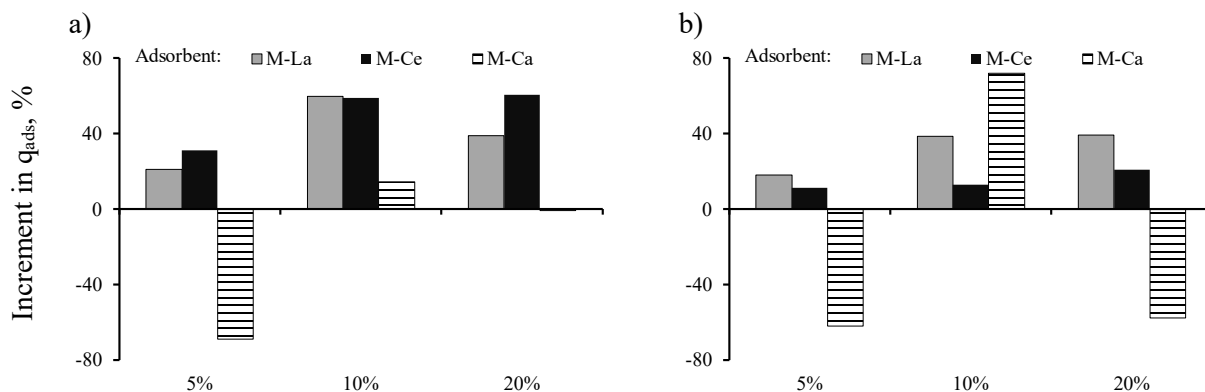 a)
Adsorbent: M-La M-Ce M-Ca
Increment in qads, %
80
40
0
-40
-80
5% 10% 20%
b)
Adsorbent: M-La M-Ce M-Ca
80
40
0
-40
-80
5% 10% 20%